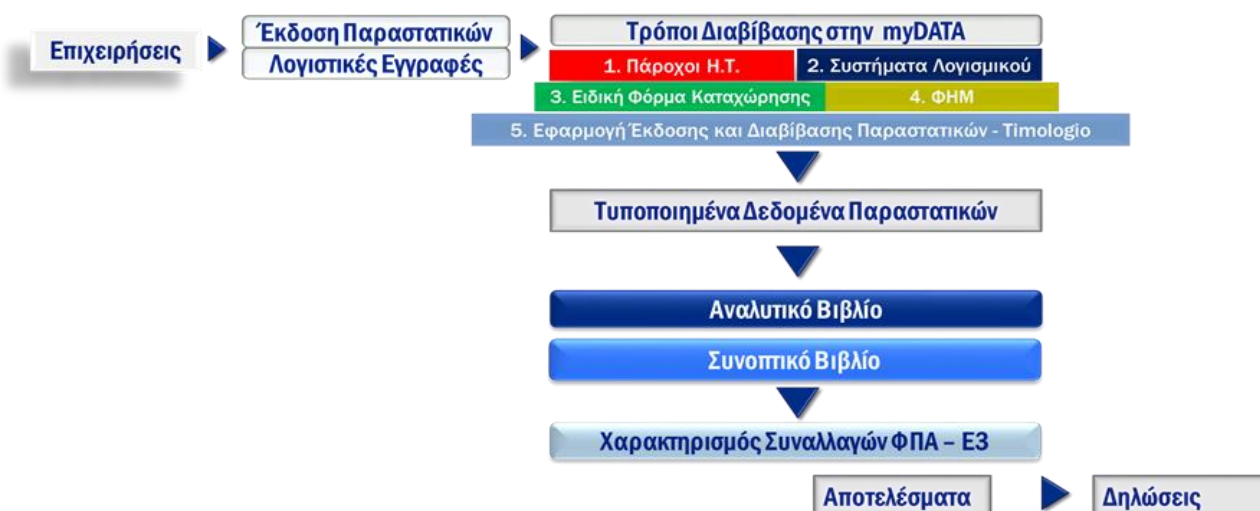 Επιχειρήσεις
Έκδοση Παραστατικών
Λογιστικές Εγγραφές
Τρόποι Διαβίβασης στην myDATA
1. Πάροχοι Η.Τ.
2. Συστήματα Λογισμικού
3. Ειδική Φόρμα Καταχώρησης
4. ΦΗΜ
5. Εφαρμογή Έκδοσης και Διαβίβασης Παραστατικών - Timologio
Τυποποιημένα Δεδομένα Παραστατικών
Αναλυτικό Βιβλίο
Συνοπτικό Βιβλίο
Χαρακτηρισμός Συναλλαγών ΦΠΑ – Ε3
Αποτελέσματα
Δηλώσεις